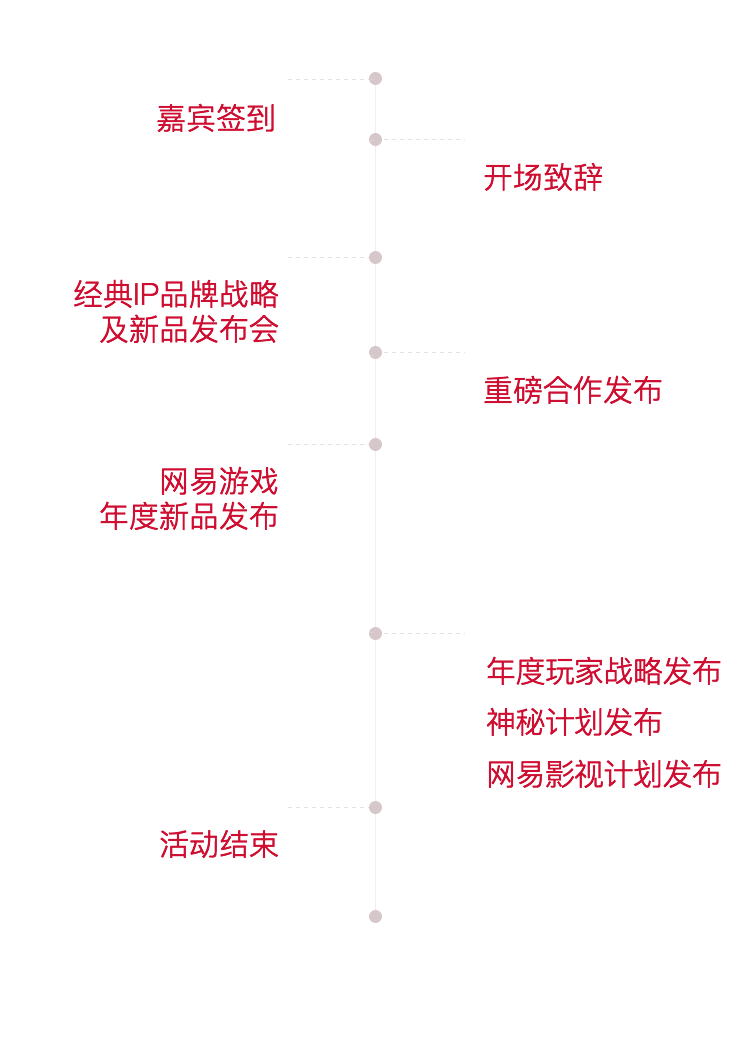 嘉宾签到
开场致辞
经典IP品牌战略
及新品发布会
重磅合作发布
网易游戏
年度新品发布
年度玩家战略发布
神秘计划发布
网易影视计划发布
活动结束